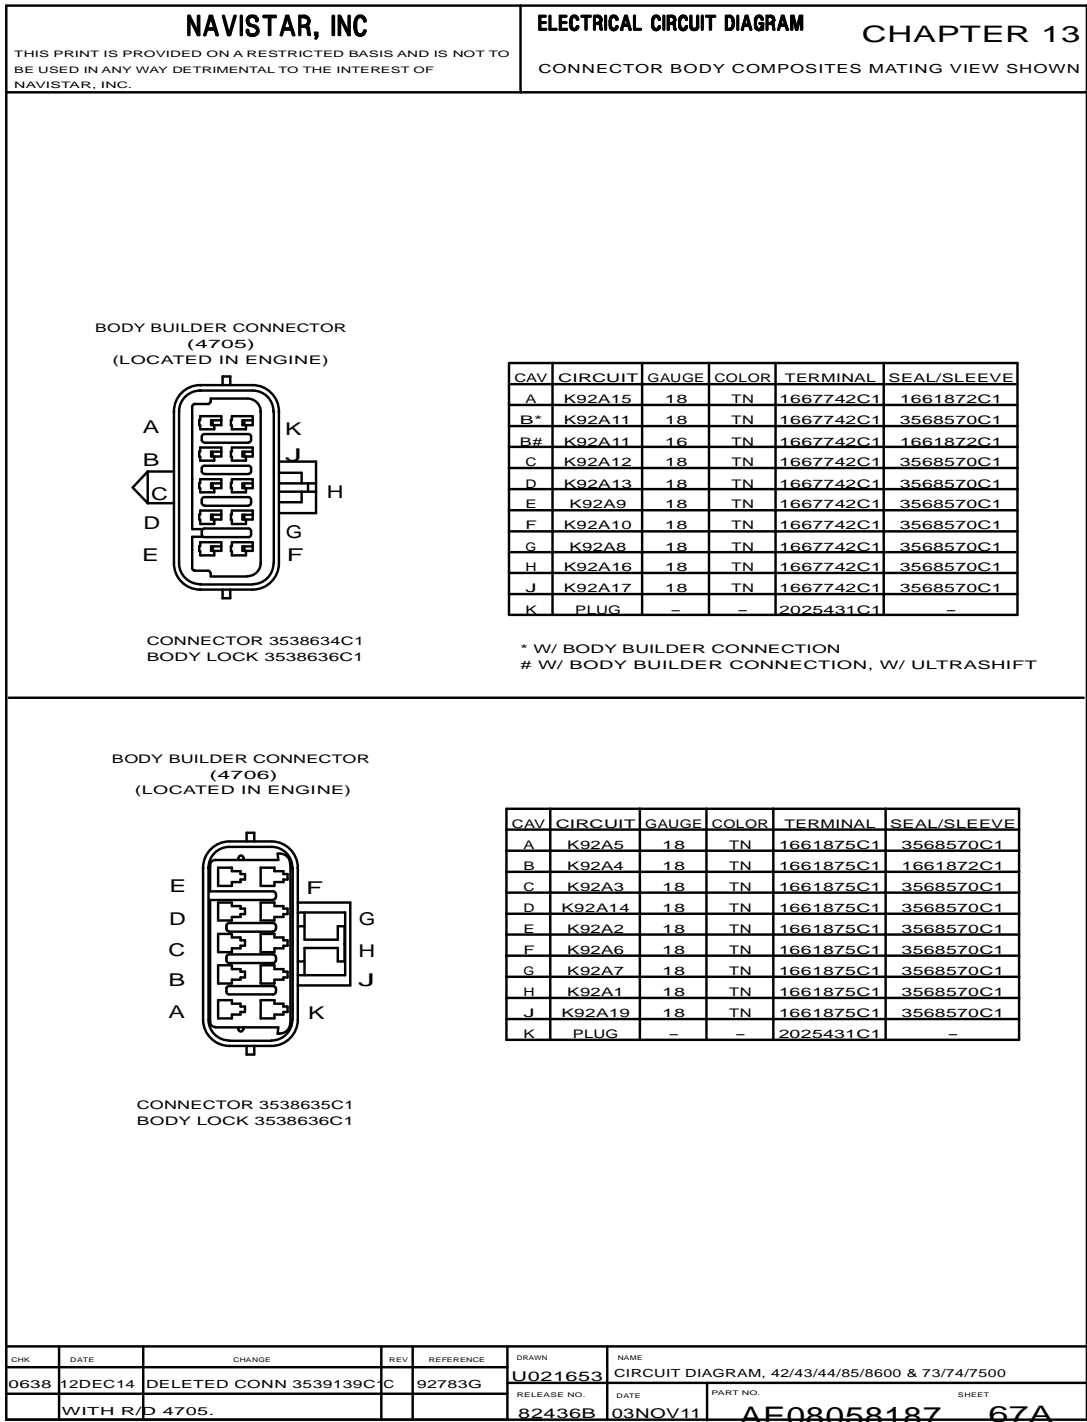 NAVISTAR, INC
THIS PRINT IS PROVIDED ON A RESTRICTED BASIS AND IS NOT TO
BE USED IN ANY WAY DETRIMENTAL TO THE INTEREST OF
NAVISTAR, INC.
ELECTRICAL CIRCUIT DIAGRAM
CHAPTER 13
CONNECTOR BODY COMPOSITES MATING VIEW SHOWN
BODY BUILDER CONNECTOR
(4705)
(LOCATED IN ENGINE)
A
B
C
D
E
K
J
H
G
F
CONNECTOR 3538634C1
BODY LOCK 3538636C1
CAV CIRCUIT GAUGE COLOR TERMINAL SEAL/SLEEVE
A K92A15 18 TN 1667742C1 1661872C1
B* K92A11 18 TN 1667742C1 3568570C1
B# K92A11 16 TN 1667742C1 1661872C1
C K92A12 18 TN 1667742C1 3568570C1
D K92A13 18 TN 1667742C1 3568570C1
E K92A9 18 TN 1667742C1 3568570C1
F K92A10 18 TN 1667742C1 3568570C1
G K92A8 18 TN 1667742C1 3568570C1
H K92A16 18 TN 1667742C1 3568570C1
J K92A17 18 TN 1667742C1 3568570C1
K PLUG – – 2025431C1 –
* W/ BODY BUILDER CONNECTION
# W/ BODY BUILDER CONNECTION, W/ ULTRASHIFT
BODY BUILDER CONNECTOR
(4706)
(LOCATED IN ENGINE)
E
D
C
B
A
F
G
H
J
K
CONNECTOR 3538635C1
BODY LOCK 3538636C1
CAV CIRCUIT GAUGE COLOR TERMINAL SEAL/SLEEVE
A K92A5 18 TN 1661875C1 3568570C1
B K92A4 18 TN 1661875C1 1661872C1
C K92A3 18 TN 1661875C1 3568570C1
D K92A14 18 TN 1661875C1 3568570C1
E K92A2 18 TN 1661875C1 3568570C1
F K92A6 18 TN 1661875C1 3568570C1
G K92A7 18 TN 1661875C1 3568570C1
H K92A1 18 TN 1661875C1 3568570C1
J K92A19 18 TN 1661875C1 3568570C1
K PLUG – – 2025431C1 –
CHK DATE CHANGE REV REFERENCE
0638 12DEC14 DELETED CONN 3539139C1 C 92783G
WITH R/D 4705.
DRAWN
U021653
NAME
CIRCUIT DIAGRAM, 42/43/44/85/8600 & 73/74/7500
RELEASE NO.
82436B
DATE
03NOV11
PART NO.
AE08058187
SHEET
67A